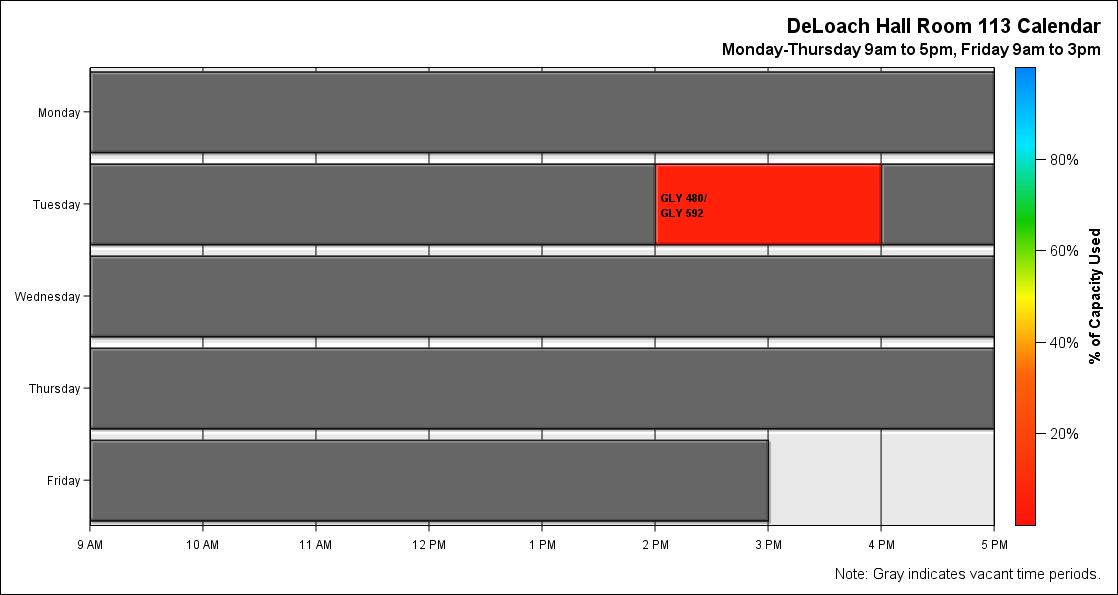 DeLoach Hall Room 113 Calendar
Monday-Thursday 9am to 5pm, Friday 9am to 3pm
Monday
Tuesday
GLY 480/
GLY 592
Wednesday
Thursday
Friday
9 AM 10 AM 11 AM 12 PM 1 PM 2 PM 3 PM 4 PM 5 PM
80%
60%
40%
20%
% of Capacity Used
Note: Gray indicates vacant time periods.